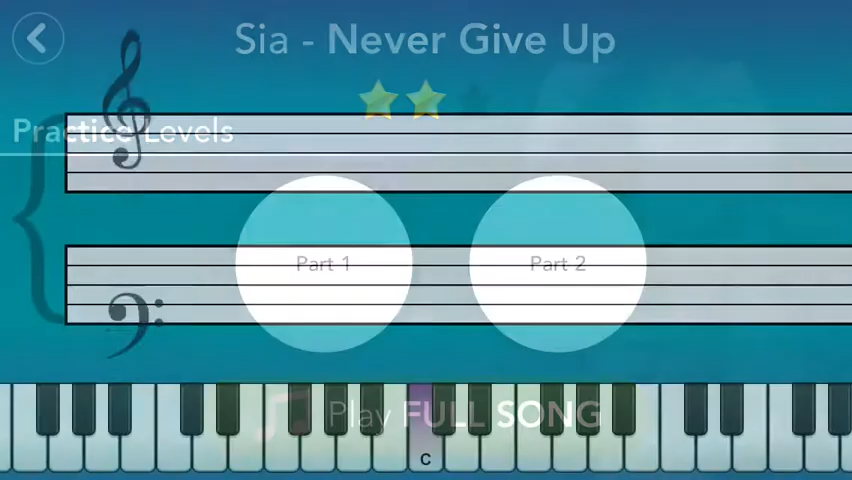 Sia - Never Give Up
Practice Levels
Part 1
Part 2
Play FULL SONG
C